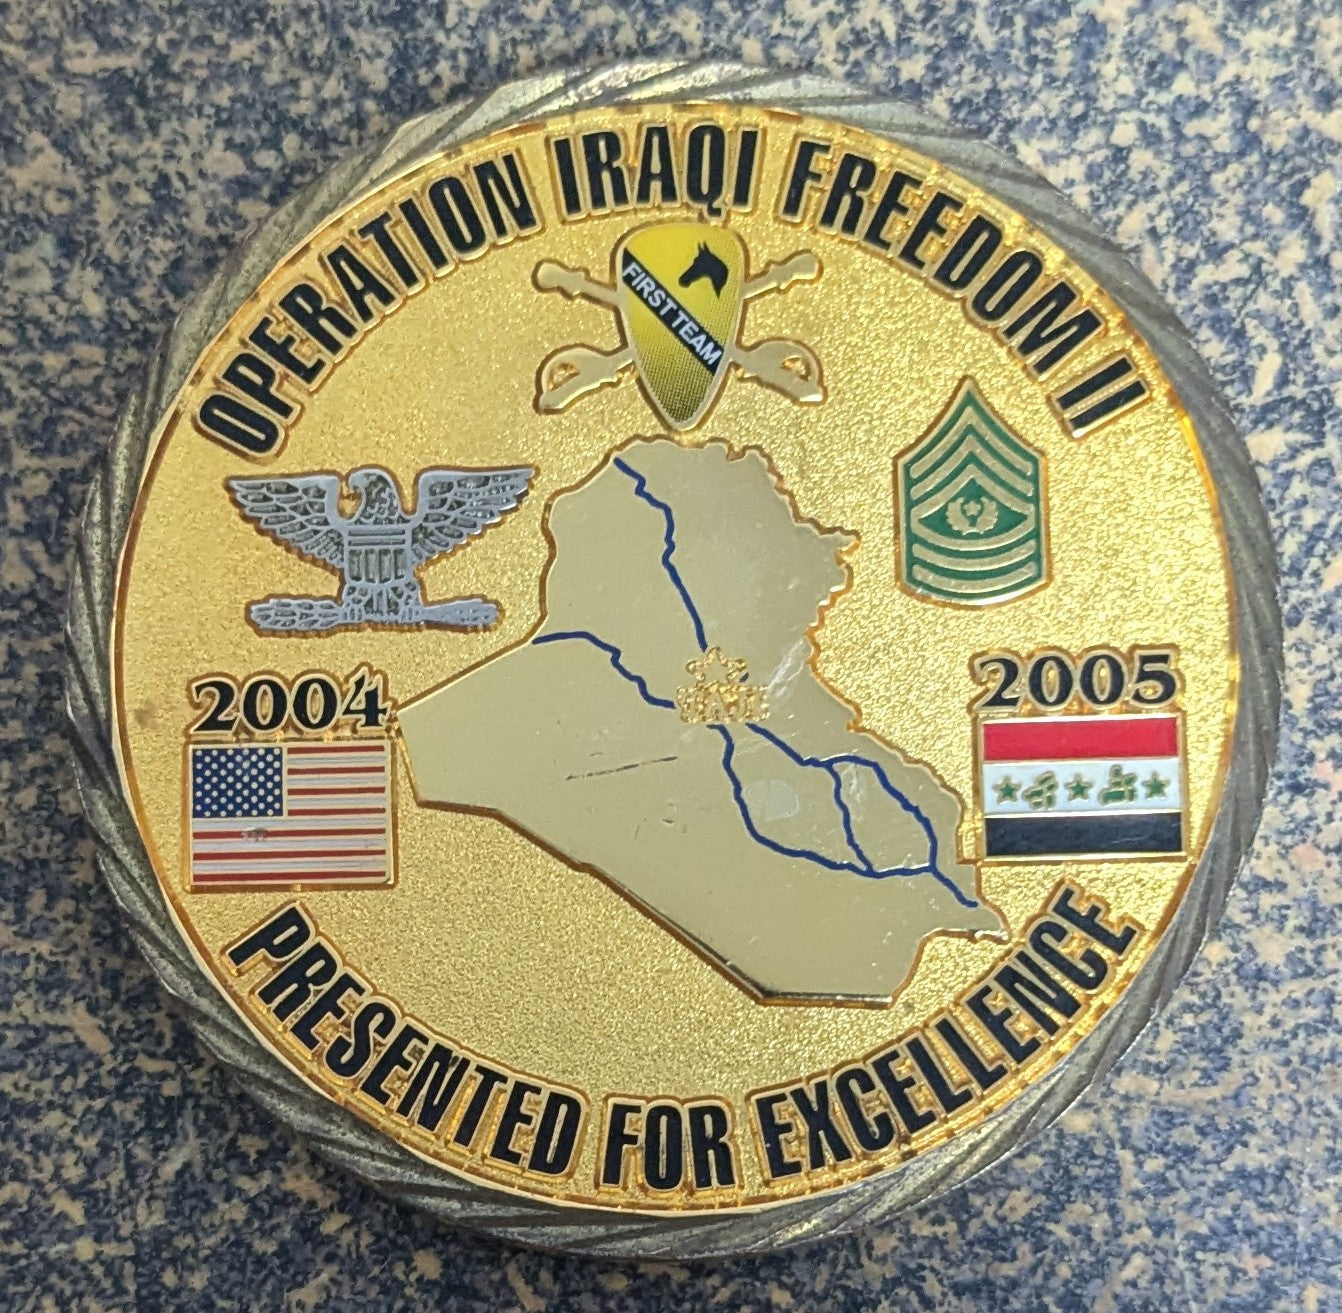 OPERATION IRAQI FREEDOM II
FIRST TEAM
2004
2005
PRESENTED FOR EXCELLENCE